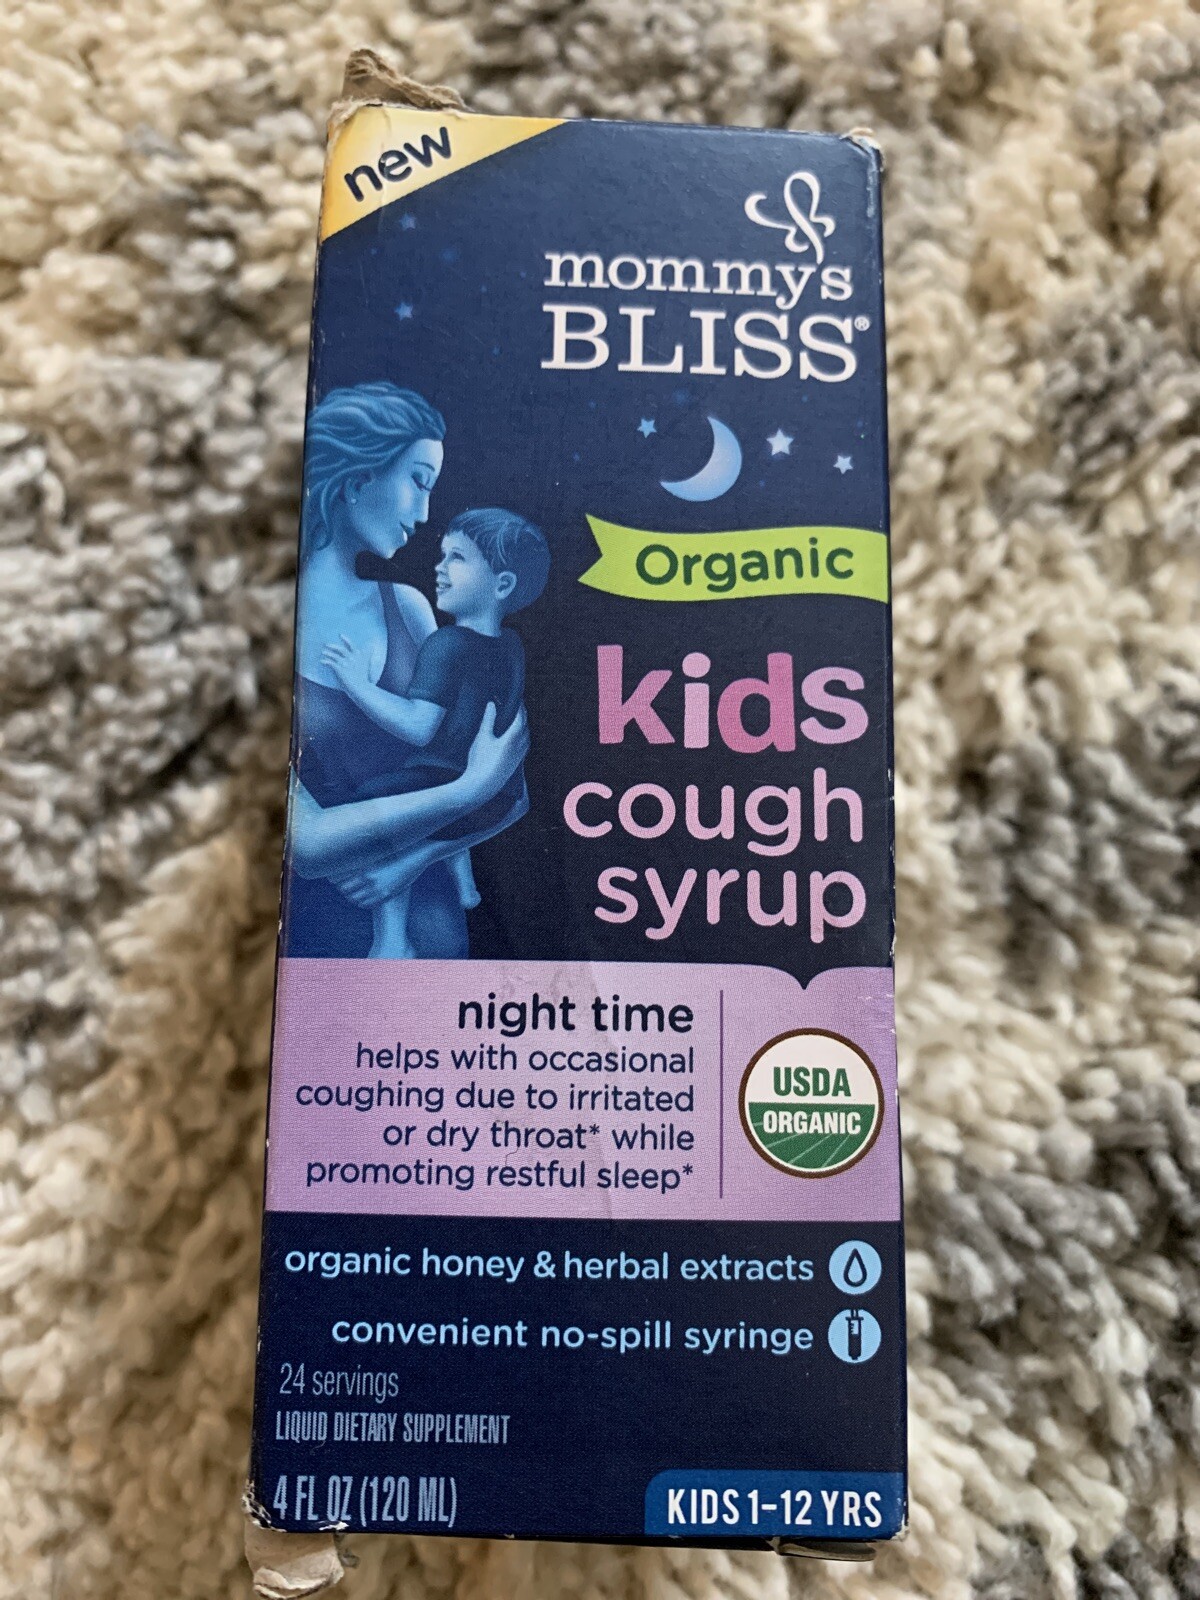 new
mommy's
BLISS®
Organic
kids
cough
syrup
night time
helps with occasional
coughing due to irritated
or dry throat* while
promoting restful sleep*
USDA
ORGANIC
organic honey & herbal extracts
convenient no-spill syringe
24 servings
LIQUID DIETARY SUPPLEMENT
4 FL OZ (120 ML)
KIDS 1-12 YRS